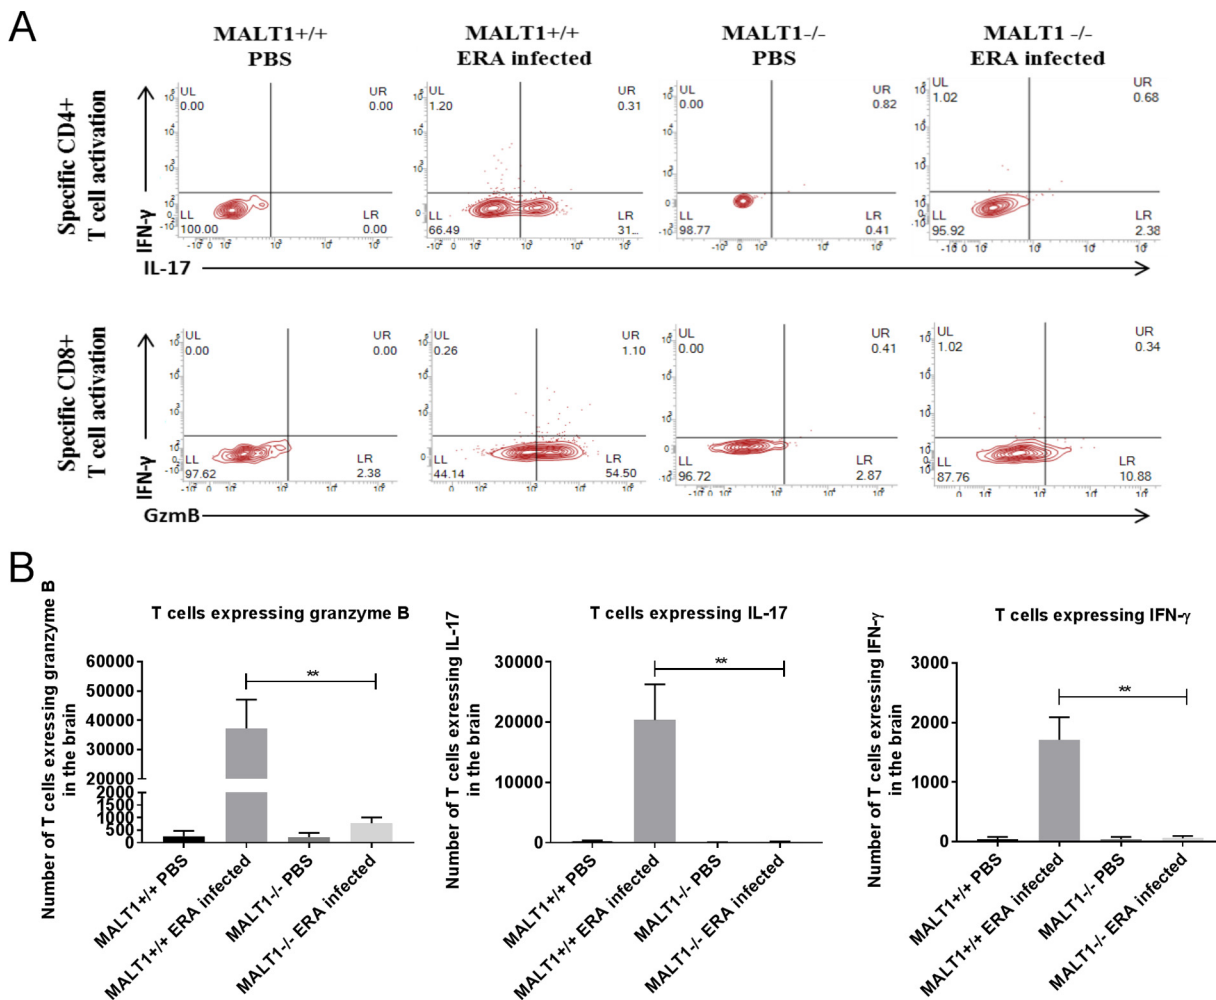 A
MALT1+/+
PBS
MALT1+/+
ERA infected
MALT1-/-
PBS
MALT1 -/-
ERA infected
Specific CD4+
T cell activation
IFN-γ
UL
0.00
UR
0.00
LL
100.00
LR
0.00
UL
1.20
UR
0.31
LL
66.49
LR
31...
UL
0.00
UR
0.82
LL
98.77
LR
0.41
UL
1.02
UR
0.68
LL
95.92
LR
2.38
IL-17
Specific CD8+
T cell activation
IFN-γ
UL
0.00
UR
0.00
LL
97.62
LR
2.38
UL
0.26
UR
1.10
LL
44.14
LR
54.50
UL
0.00
UR
0.41
LL
96.72
LR
2.87
UL
1.02
UR
0.34
LL
87.76
LR
10.88
GzmB
B
T cells expressing granzyme B
Number of T cells expressing granzyme B
in the brain
60000
50000
40000
30000
20000
2000
1500
1000
500
0
**
MALT1+/+ PBS
MALT1+/+ ERA infected
MALT1-/- PBS
MALT1-/- ERA infected
T cells expressing IL-17
Number of T cells expressing IL-17
in the brain
30000
20000
10000
0
**
MALT1+/+ PBS
MALT1+/+ ERA infected
MALT1-/- PBS
MALT1-/- ERA infected
T cells expressing IFN-γ
Number of T cells expressing IFN-γ
in the brain
3000
2000
1000
0
**
MALT1+/+ PBS
MALT1+/+ ERA infected
MALT1-/- PBS
MALT1-/- ERA infected